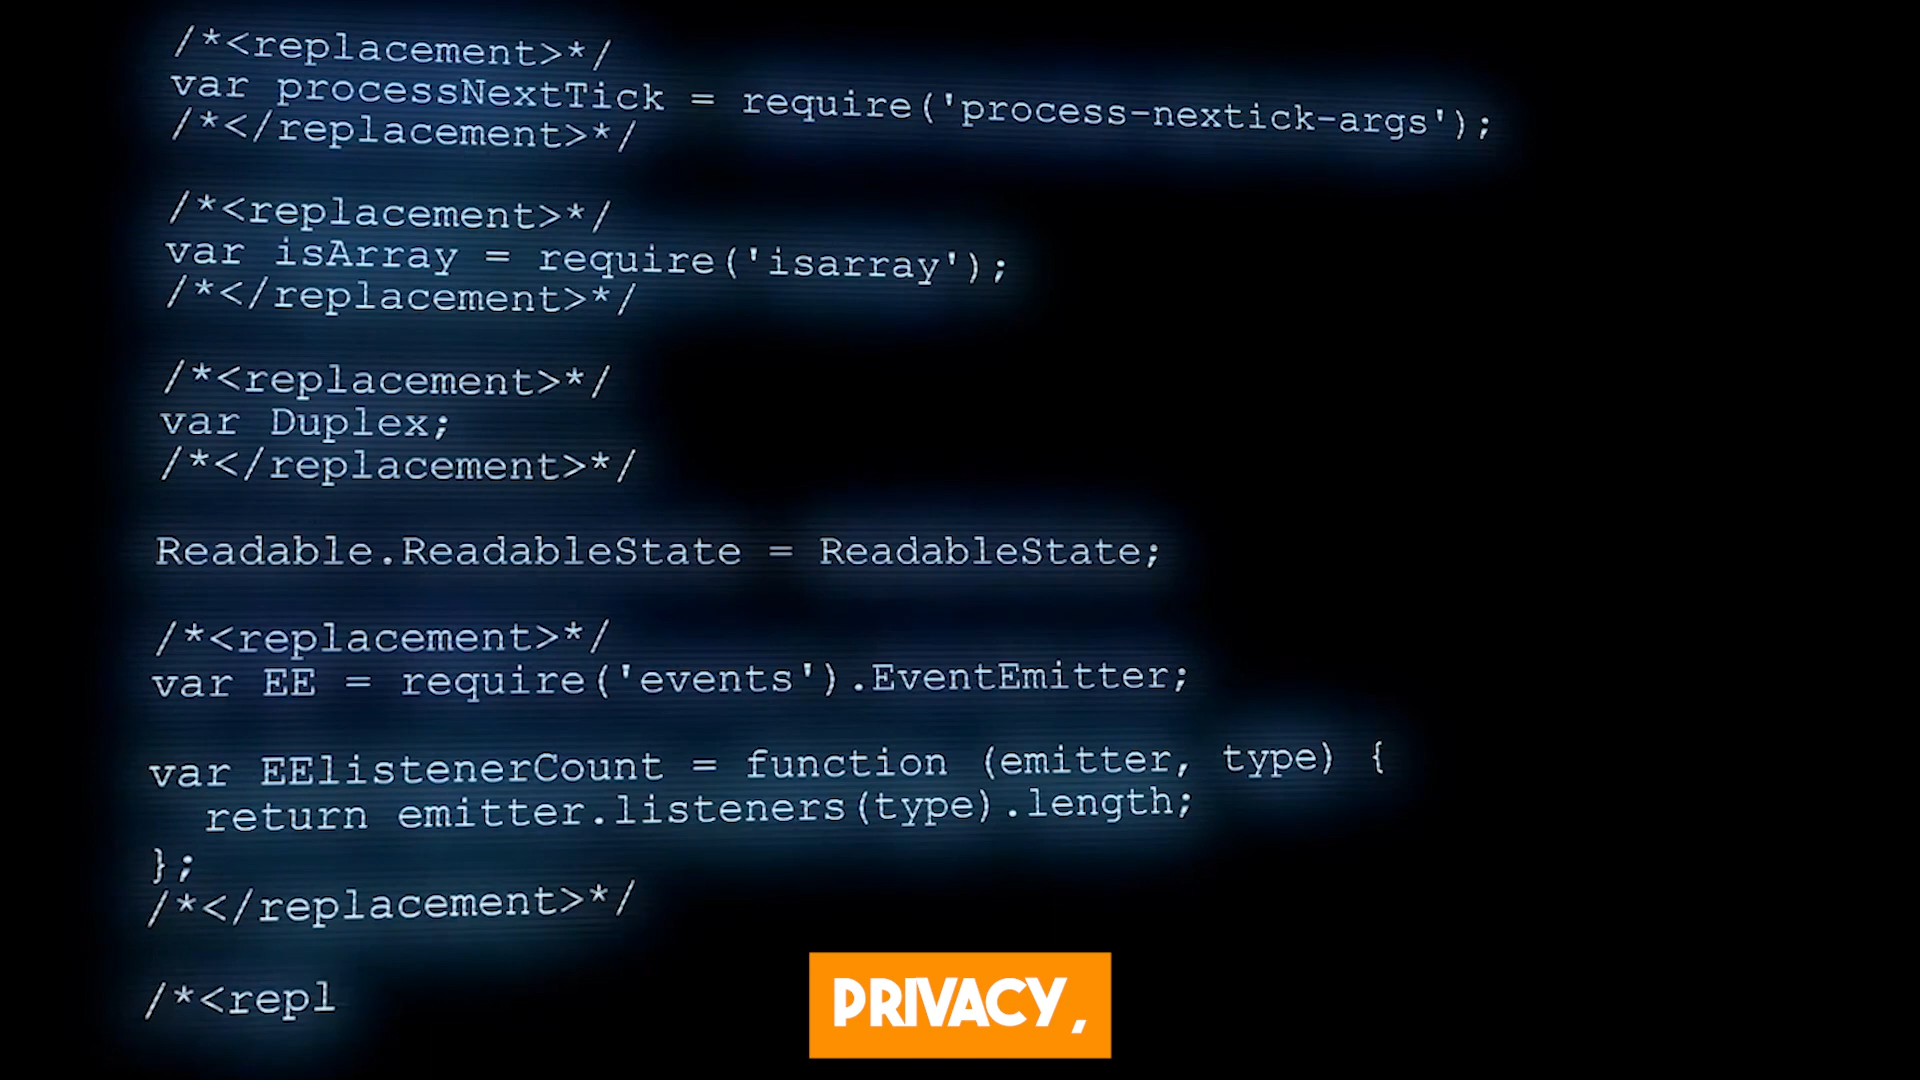 /*<replacement>*/
var processNextTick = require('process-nextick-args');
/*</replacement>*/
/*<replacement>*/
var isArray = require('isarray');
/*</replacement>*/
/*<replacement>*/
var Duplex;
/*</replacement>*/
Readable.ReadableState = ReadableState;
/*<replacement>*/
var EE = require('events').EventEmitter;
var EElistenerCount = function (emitter, type) {
  return emitter.listeners(type).length;
};
/*</replacement>*/
/*<repl
PRIVACY,